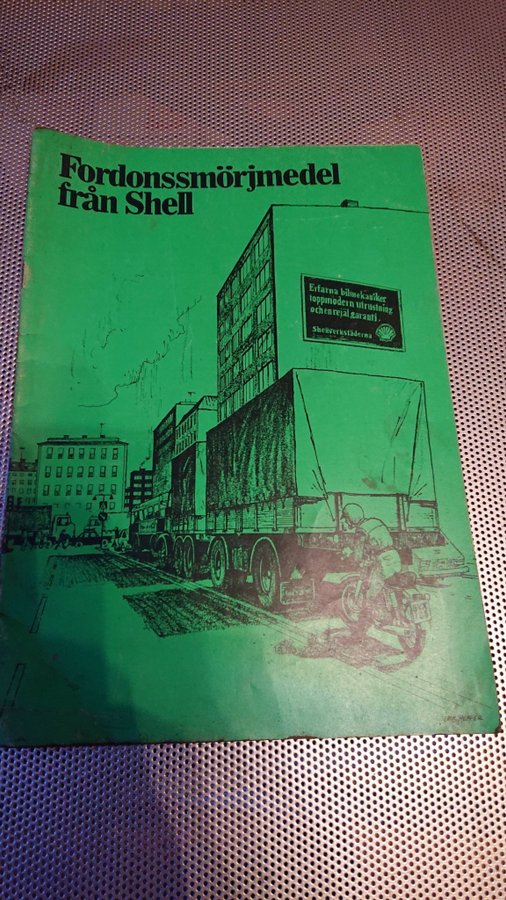 Fordonssmörjmedel
från Shell
Erfarna bilmekaniker
toppmodern utrustning
och en rejäl garanti.
Shellverkstäderna